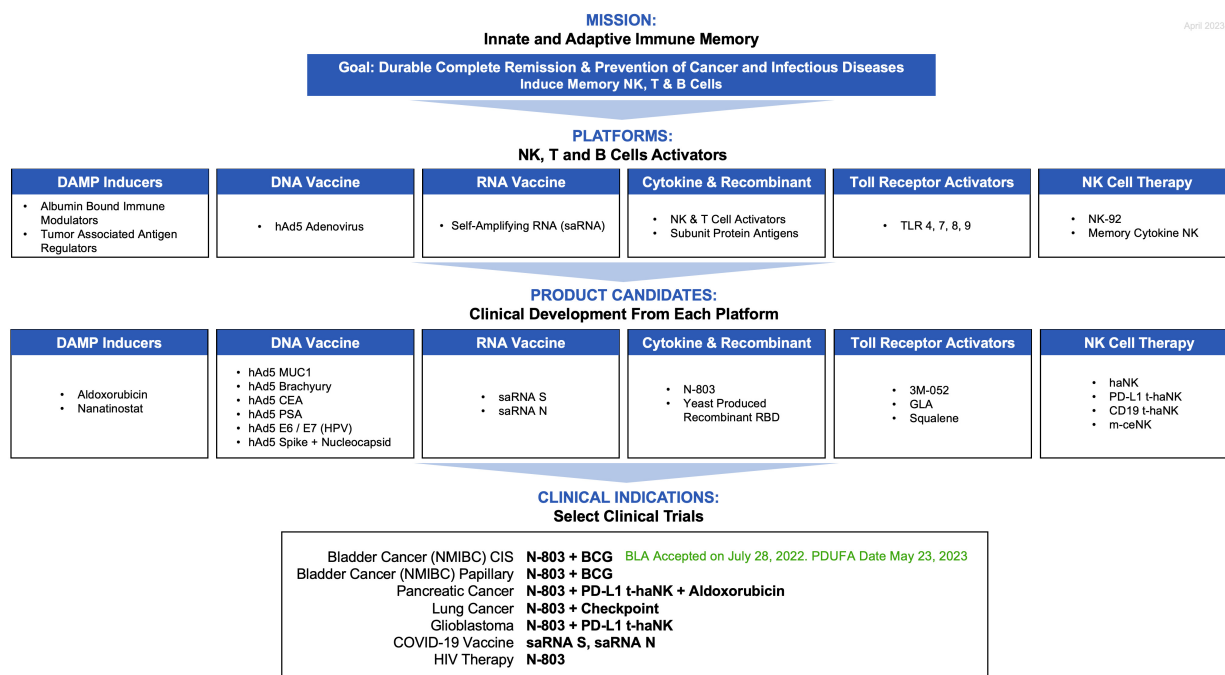 MISSION:
April 2023
Innate and Adaptive Immune Memory
Goal: Durable Complete Remission & Prevention of Cancer and Infectious Diseases
Induce Memory NK, T & B Cells
PLATFORMS:
NK, T and B Cells Activators
DAMP Inducers
• Albumin Bound Immune
Modulators
• Tumor Associated Antigen
Regulators
DNA Vaccine
• hAd5 Adenovirus
RNA Vaccine
• Self-Amplifying RNA (saRNA)
Cytokine & Recombinant
• NK & T Cell Activators
• Subunit Protein Antigens
Toll Receptor Activators
• TLR 4, 7, 8, 9
NK Cell Therapy
• NK-92
• Memory Cytokine NK
PRODUCT CANDIDATES:
Clinical Development From Each Platform
DAMP Inducers
• Aldoxorubicin
• Nanatinostat
DNA Vaccine
• hAd5 MUC1
• hAd5 Brachyury
• hAd5 CEA
• hAd5 PSA
• hAd5 E6 / E7 (HPV)
• hAd5 Spike + Nucleocapsid
RNA Vaccine
• saRNA S
• saRNA N
Cytokine & Recombinant
• N-803
• Yeast Produced
Recombinant RBD
Toll Receptor Activators
• 3M-052
• GLA
• Squalene
NK Cell Therapy
• haNK
• PD-L1 t-haNK
• CD19 t-haNK
• m-ceNK
CLINICAL INDICATIONS:
Select Clinical Trials
Bladder Cancer (NMIBC) CIS N-803 + BCG BLA Accepted on July 28, 2022. PDUFA Date May 23, 2023
Bladder Cancer (NMIBC) Papillary N-803 + BCG
Pancreatic Cancer N-803 + PD-L1 t-haNK + Aldoxorubicin
Lung Cancer N-803 + Checkpoint
Glioblastoma N-803 + PD-L1 t-haNK
COVID-19 Vaccine saRNA S, saRNA N
HIV Therapy N-803